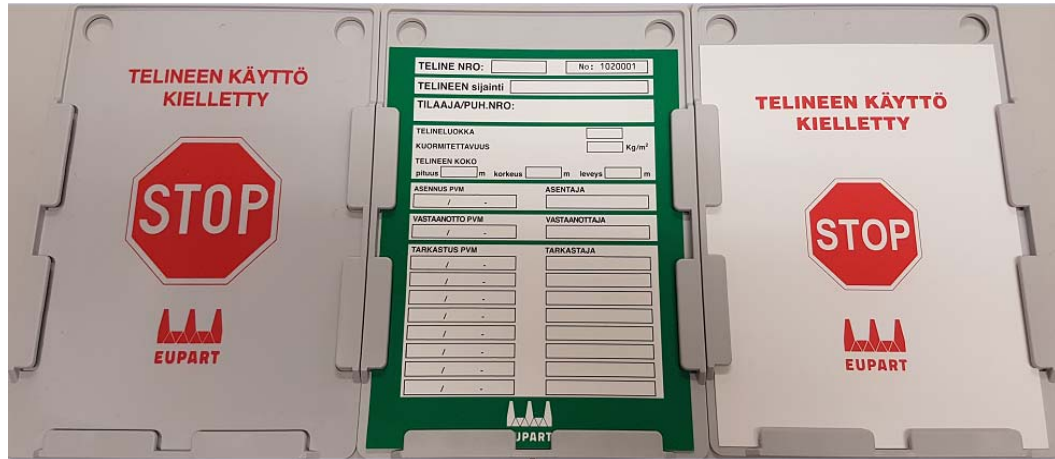 TELINEEN KÄYTTÖ
KIELLETTY
STOP
EUPART
TELINE NRO:
No: 1020001
TELINEEN sijainti
TILAAJA/PUH.NRO:
TELINELUOKKA
KUORMITETTAVUUS Kg/m²
TELINEEN KOKO
pituus m korkeus m leveys m
ASENNUS PVM ASENTAJA
/ -
VASTAANOTTO PVM VASTAANOTTAJA
/ -
TARKASTUS PVM TARKASTAJA
/ -
/ -
/ -
/ -
/ -
/ -
/ -
/ -
UPART
TELINEEN KÄYTTÖ
KIELLETTY
STOP
EUPART